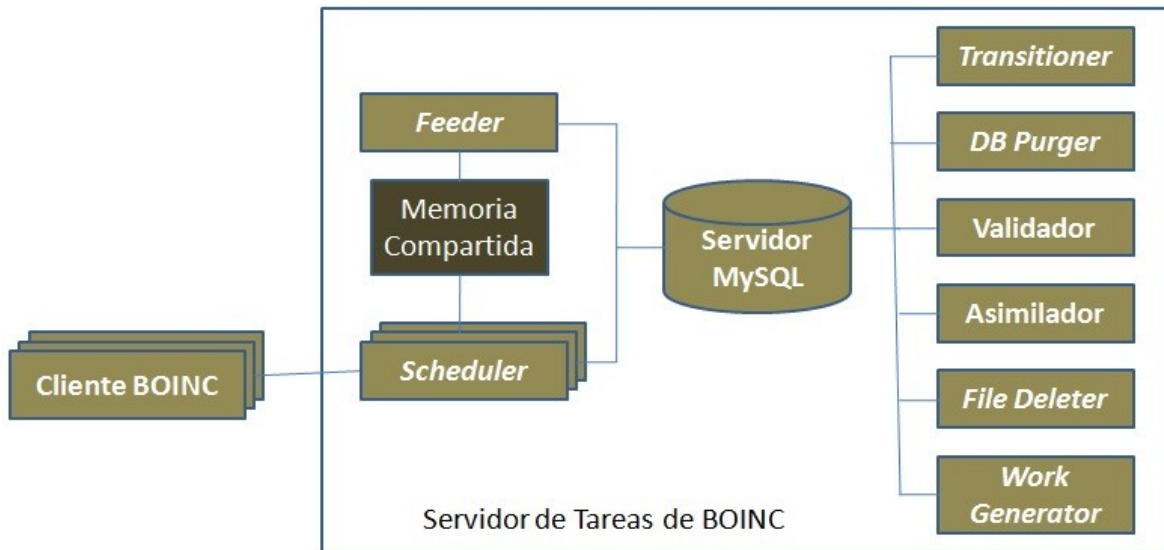 Feeder
Memoria
Compartida
Scheduler
Cliente BOINC
Servidor
MySQL
Transitioner
DB Purger
Validador
Asimilador
File Deleter
Work
Generator
Servidor de Tareas de BOINC